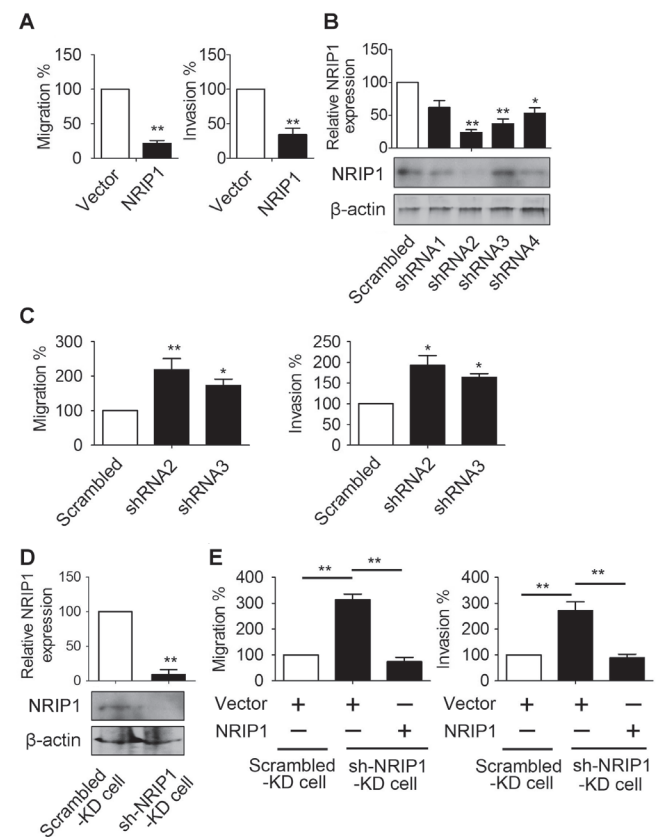 A
Migration %
150
100
50
0
**
Vector
NRIP1
Invasion %
150
100
50
0
**
Vector
NRIP1
B
Relative NRIP1
expression
150
100
50
0
**
**
*
NRIP1
β-actin
Scrambled
shRNA1
shRNA2
shRNA3
shRNA4
C
Migration %
300
200
100
0
**
*
Scrambled
shRNA2
shRNA3
Invasion %
250
200
150
100
50
0
*
*
Scrambled
shRNA2
shRNA3
D
Relative NRIP1
expression
150
100
50
0
**
NRIP1
β-actin
Scrambled
-KD cell
sh-NRIP1
-KD cell
E
Migration %
400
300
200
100
0
**
**
Vector + + −
NRIP1 − − +
Scrambled
-KD cell
sh-NRIP1
-KD cell
Invasion %
400
300
200
100
0
**
**
Vector + + −
NRIP1 − − +
Scrambled
-KD cell
sh-NRIP1
-KD cell